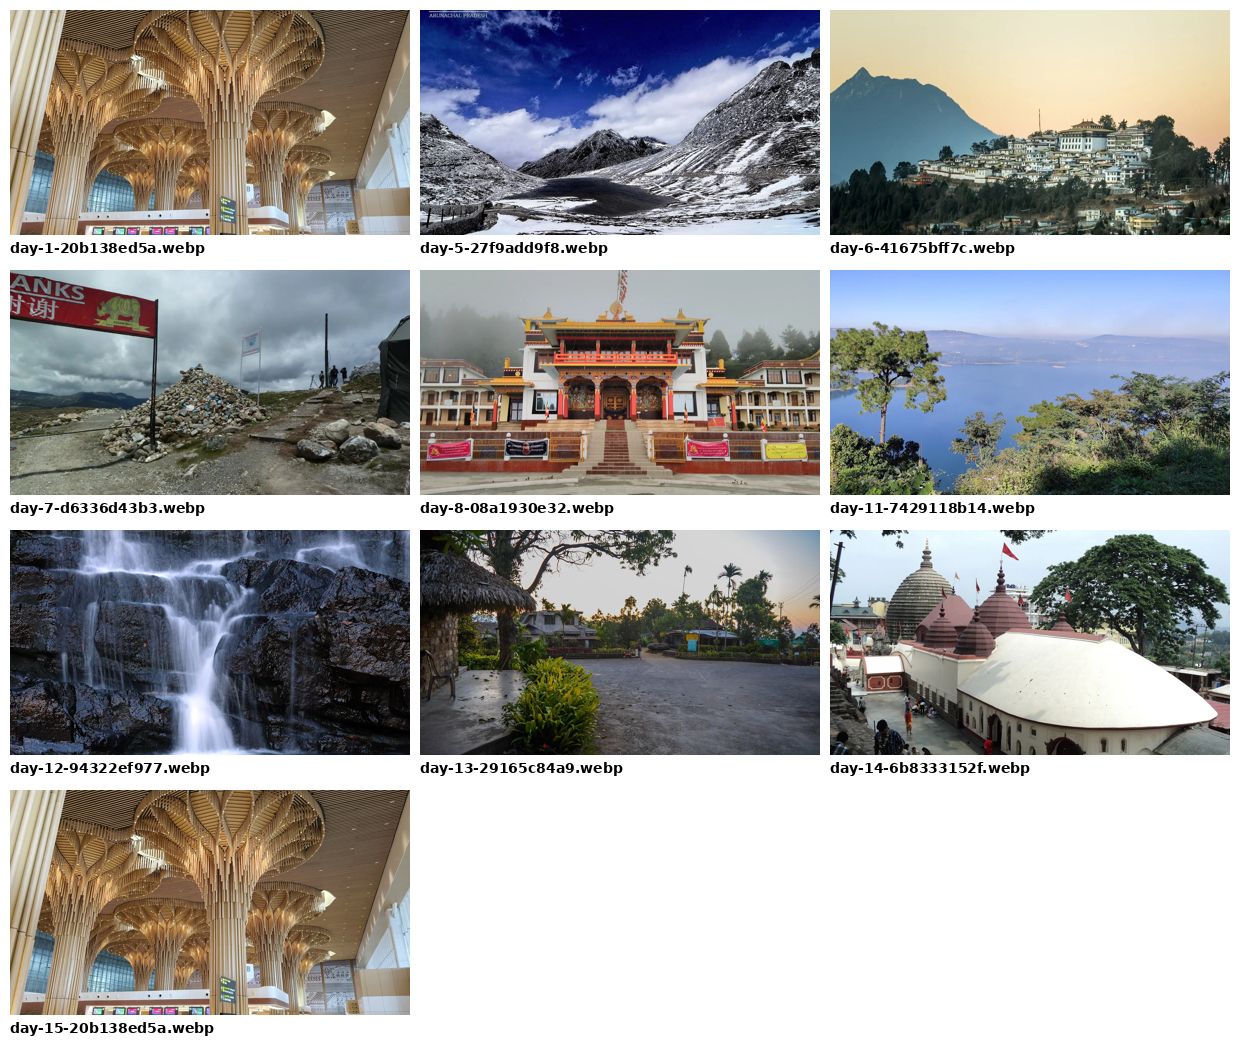 day-1-20b138ed5a.webp
ARUNACHAL PRADESH
day-5-27f9add9f8.webp
day-6-41675bff7c.webp
ANKS
谢
day-7-d6336d43b3.webp
day-8-08a1930e32.webp
day-11-7429118b14.webp
day-12-94322ef977.webp
day-13-29165c84a9.webp
day-14-6b8333152f.webp
day-15-20b138ed5a.webp